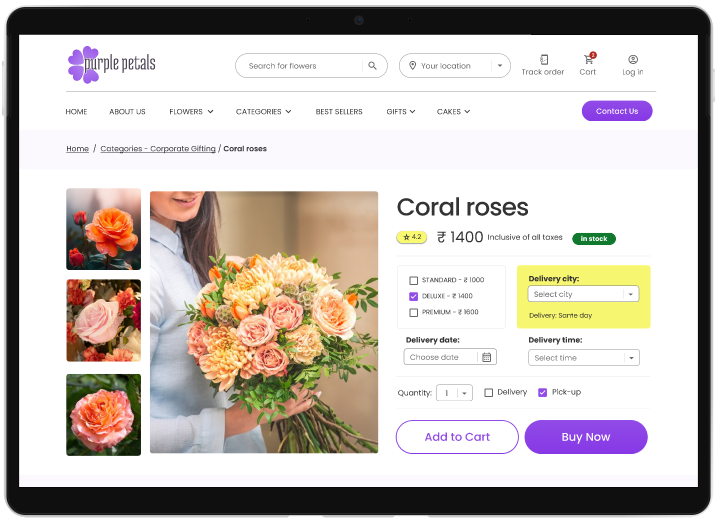 purple petals
Search for flowers
Your location
Track order
2
Cart
Log in
HOME
ABOUT US
FLOWERS
CATEGORIES
BEST SELLERS
GIFTS
CAKES
Contact Us
Home / Categories - Corporate Gifting / Coral roses
Coral roses
4.2
₹ 1400 Inclusive of all taxes
In stock
STANDARD - ₹ 1000
DELUXE - ₹ 1400
PREMIUM - ₹ 1600
Delivery city:
Select city
Delivery: Same day
Delivery date:
Choose date
Delivery time:
Select time
Quantity: 1
Delivery
Pick-up
Add to Cart
Buy Now